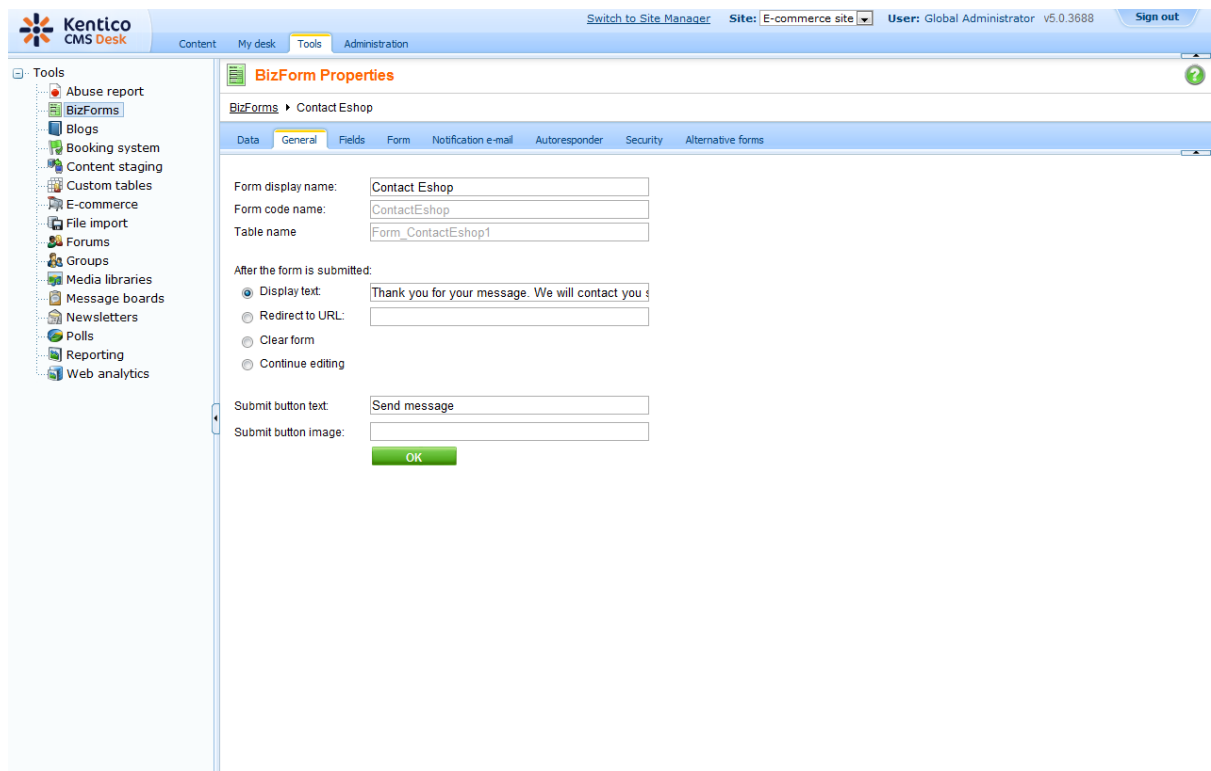 Kentico
CMS Desk
Switch to Site Manager Site: E-commerce site User: Global Administrator v5.0.3688 Sign out
Content My desk Tools Administration
Tools
Abuse report
BizForms
Blogs
Booking system
Content staging
Custom tables
E-commerce
File import
Forums
Groups
Media libraries
Message boards
Newsletters
Polls
Reporting
Web analytics
BizForm Properties
BizForms Contact Eshop
Data General Fields Form Notification e-mail Autoresponder Security Alternative forms
Form display name: Contact Eshop
Form code name: ContactEshop
Table name Form_ContactEshop1
After the form is submitted:
Display text: Thank you for your message. We will contact you s
Redirect to URL:
Clear form
Continue editing
Submit button text: Send message
Submit button image:
OK